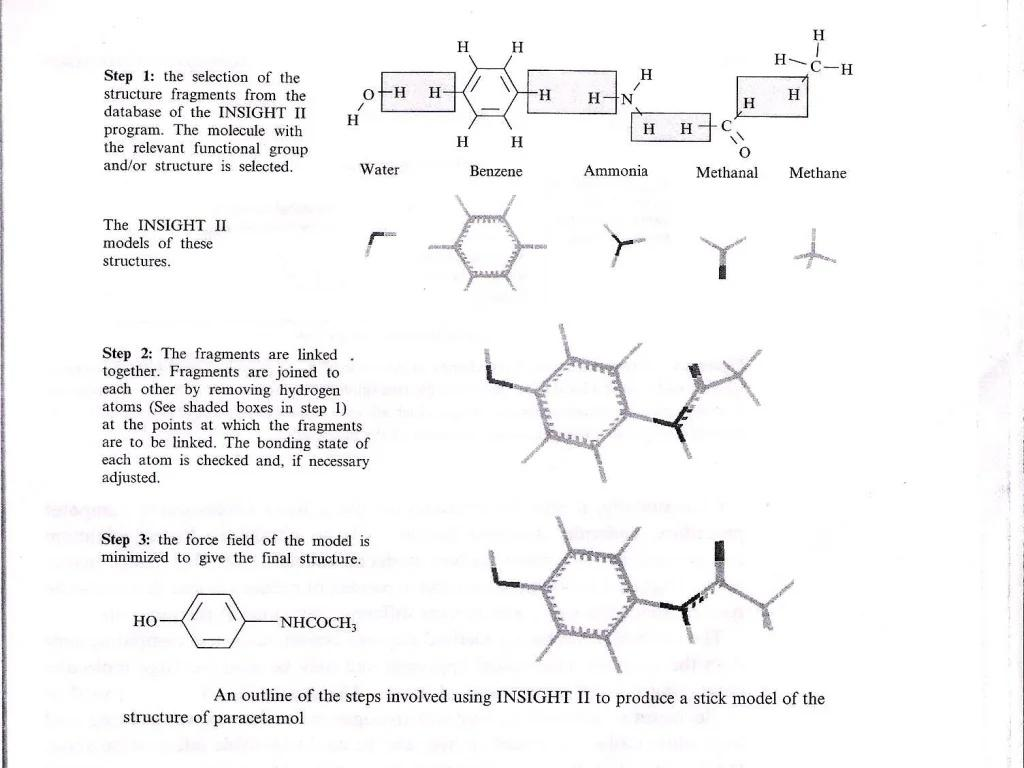 Step 1: the selection of the
structure fragments from the
database of the INSIGHT II
program. The molecule with
the relevant functional group
and/or structure is selected.
H H H
H C H
H
O H H H H N H H
H H H H C
H H O
Water Benzene Ammonia Methanal Methane
The INSIGHT II
models of these
structures.
Step 2: The fragments are linked
together. Fragments are joined to
each other by removing hydrogen
atoms (See shaded boxes in step 1)
at the points at which the fragments
are to be linked. The bonding state of
each atom is checked and, if necessary
adjusted.
Step 3: the force field of the model is
minimized to give the final structure.
HO NHCOCH₃
An outline of the steps involved using INSIGHT II to produce a stick model of the
structure of paracetamol